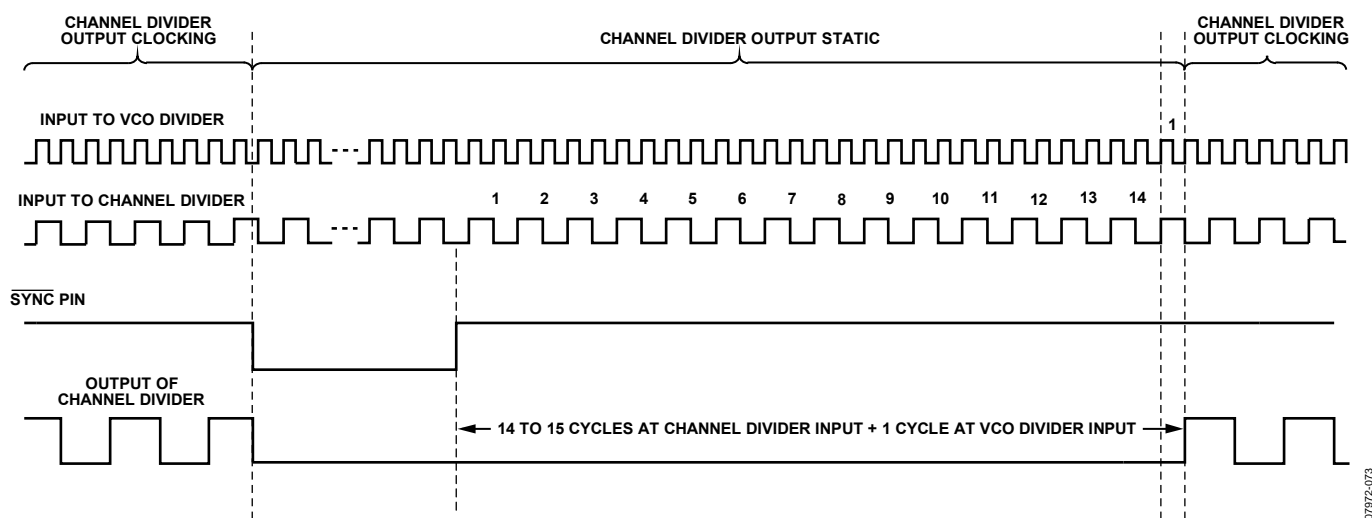 CHANNEL DIVIDER
OUTPUT CLOCKING
CHANNEL DIVIDER OUTPUT STATIC
CHANNEL DIVIDER
OUTPUT CLOCKING
INPUT TO VCO DIVIDER
1
INPUT TO CHANNEL DIVIDER
1 2 3 4 5 6 7 8 9 10 11 12 13 14
SYNC PIN
OUTPUT OF
CHANNEL DIVIDER
14 TO 15 CYCLES AT CHANNEL DIVIDER INPUT + 1 CYCLE AT VCO DIVIDER INPUT
07972-073